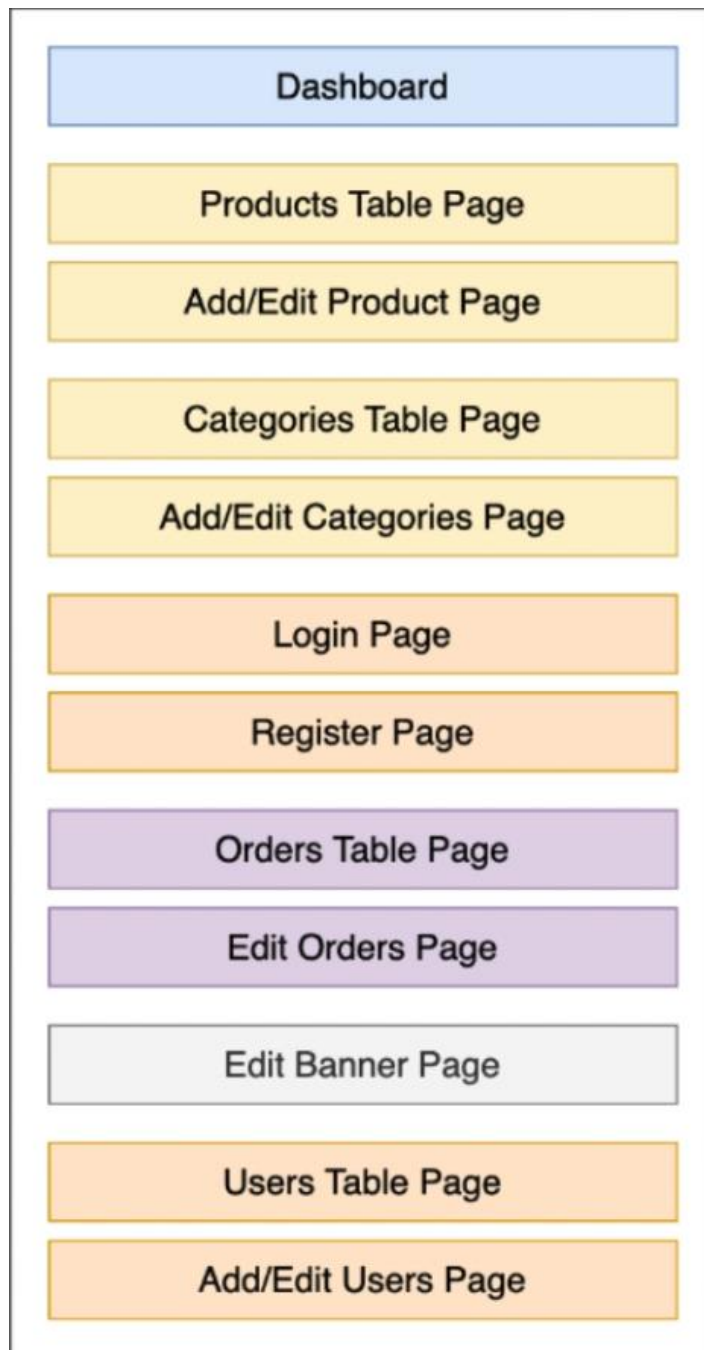 Dashboard
Products Table Page
Add/Edit Product Page
Categories Table Page
Add/Edit Categories Page
Login Page
Register Page
Orders Table Page
Edit Orders Page
Edit Banner Page
Users Table Page
Add/Edit Users Page